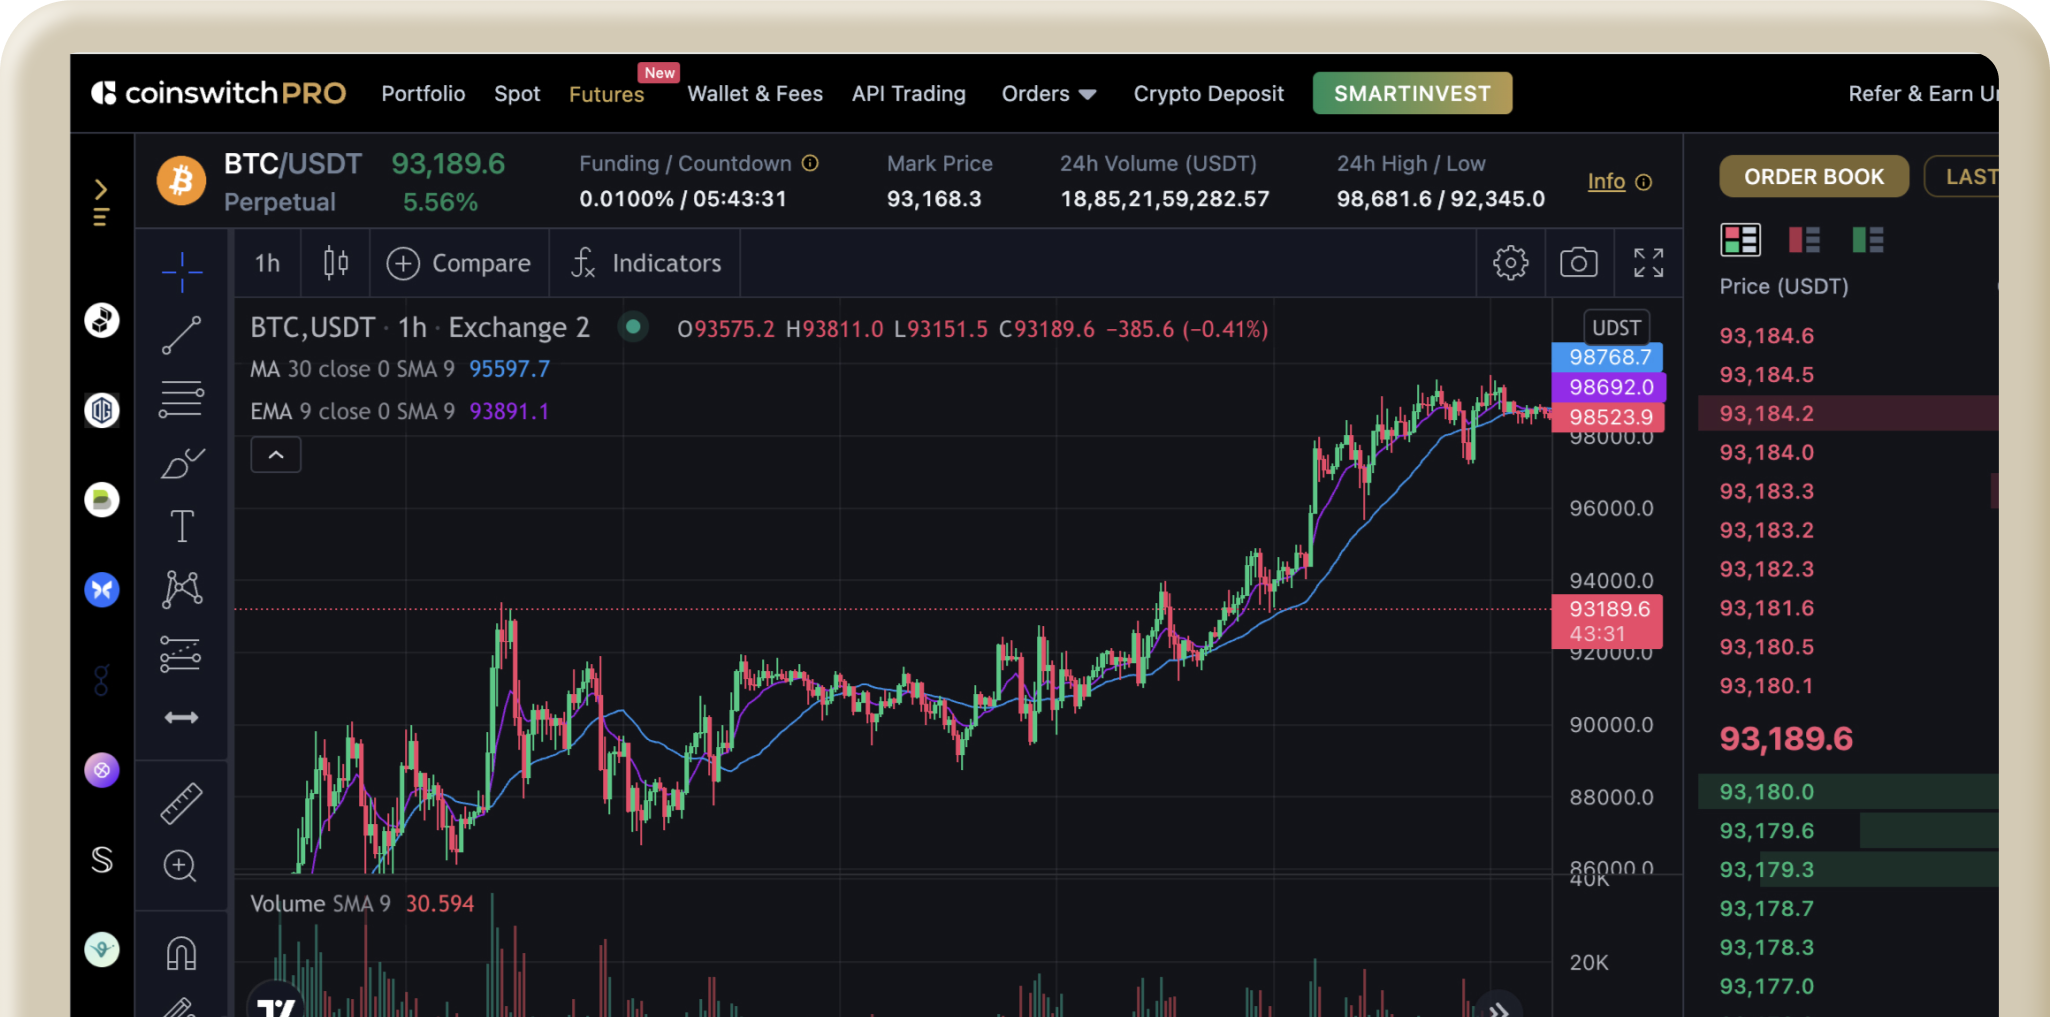 coinswitch PRO Portfolio Spot Futures New Wallet & Fees API Trading Orders Crypto Deposit SMARTINVEST Refer & Earn
BTC/USDT 93,189.6 Funding / Countdown Mark Price 24h Volume (USDT) 24h High / Low Info
Perpetual 5.56% 0.0100% / 05:43:31 93,168.3 18,85,21,59,282.57 98,681.6 / 92,345.0
ORDER BOOK LAST
1h Compare Indicators
BTC,USDT · 1h · Exchange 2 O93575.2 H93811.0 L93151.5 C93189.6 −385.6 (−0.41%)
MA 30 close 0 SMA 9 95597.7
EMA 9 close 0 SMA 9 93891.1
UDST
98768.7
98692.0
98523.9
98000.0
96000.0
94000.0
93189.6
43:31
92000.0
90000.0
88000.0
86000.0
Volume SMA 9 30.594
40K
20K
Price (USDT)
93,184.6
93,184.5
93,184.2
93,184.0
93,183.3
93,183.2
93,182.3
93,181.6
93,180.5
93,180.1
93,189.6
93,180.0
93,179.6
93,179.3
93,178.7
93,178.3
93,177.0